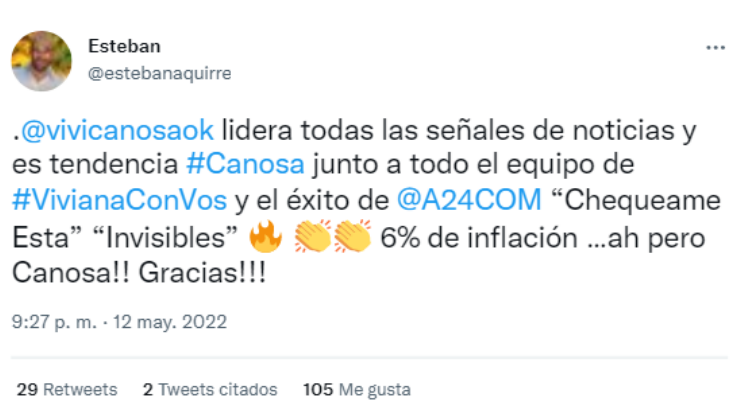 Esteban
@estebanaquirre
.@vivicanosaok lidera todas las señales de noticias y
es tendencia #Canosa junto a todo el equipo de
#VivianaConVos y el éxito de @A24COM “Chequeame
Esta” “Invisibles” 🔥 👏👏 6% de inflación ...ah pero
Canosa!! Gracias!!!
9:27 p. m. · 12 may. 2022
29 Retweets 2 Tweets citados 105 Me gusta